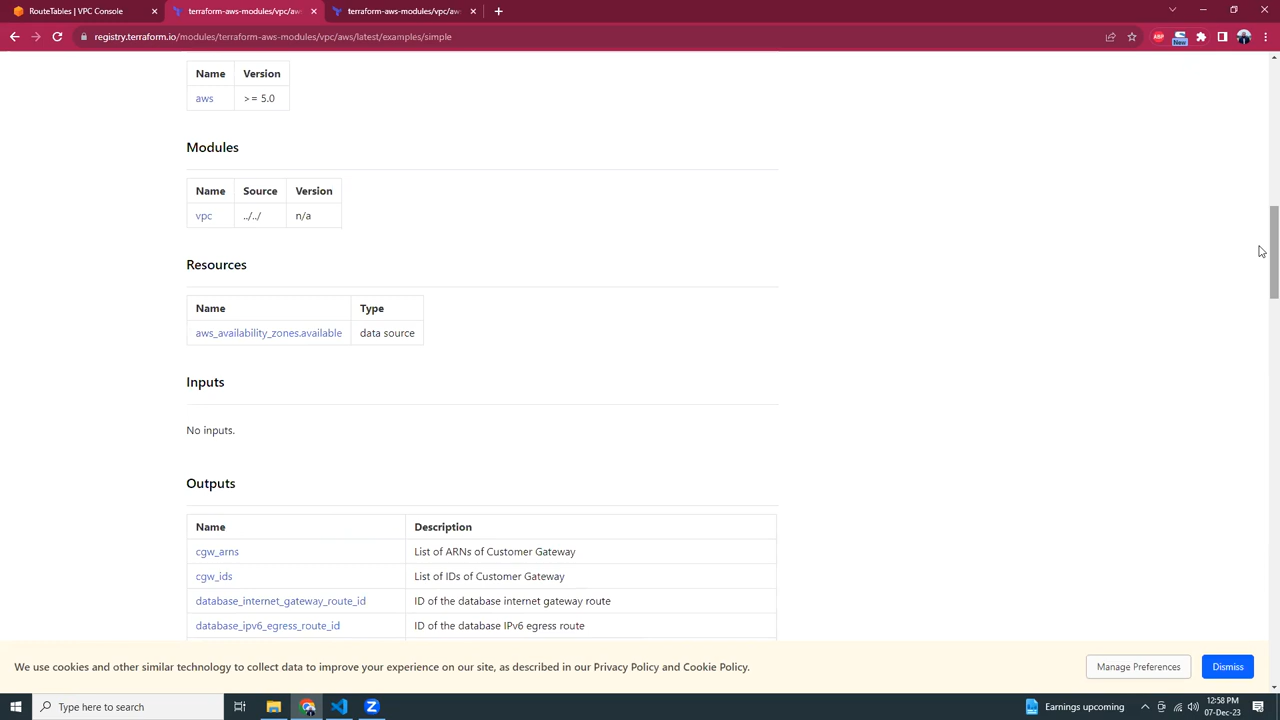 RouteTables | VPC Console
terraform-aws-modules/vpc/aws
terraform-aws-modules/vpc/aws
registry.terraform.io/modules/terraform-aws-modules/vpc/aws/latest/examples/simple
ABP
New
Name Version
aws >= 5.0
Modules
Name Source Version
vpc ../../ n/a
Resources
Name Type
aws_availability_zones.available data source
Inputs
No inputs.
Outputs
Name Description
cgw_arns List of ARNs of Customer Gateway
cgw_ids List of IDs of Customer Gateway
database_internet_gateway_route_id ID of the database internet gateway route
database_ipv6_egress_route_id ID of the database IPv6 egress route
We use cookies and other similar technology to collect data to improve your experience on our site, as described in our Privacy Policy and Cookie Policy.
Manage Preferences
Dismiss
Type here to search
Earnings upcoming
12:58 PM
07-Dec-23